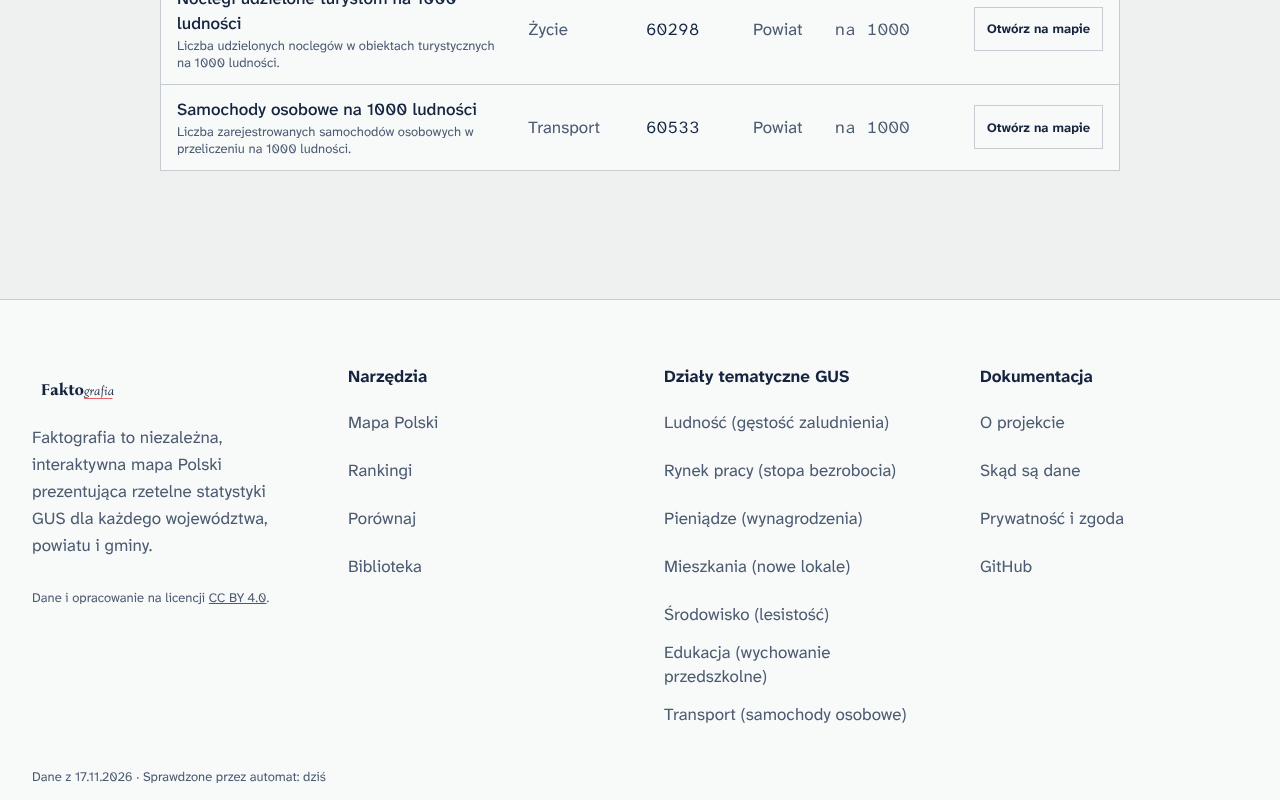 Noclegi udzielone turystom na 1000
ludności
Liczba udzielonych noclegów w obiektach turystycznych
na 1000 ludności.
Życie
60298
Powiat
na 1000
Otwórz na mapie
Samochody osobowe na 1000 ludności
Liczba zarejestrowanych samochodów osobowych w
przeliczeniu na 1000 ludności.
Transport
60533
Powiat
na 1000
Otwórz na mapie
Faktografia
Faktografia to niezależna,
interaktywna mapa Polski
prezentująca rzetelne statystyki
GUS dla każdego województwa,
powiatu i gminy.
Dane i opracowanie na licencji CC BY 4.0.
Narzędzia
Mapa Polski
Rankingi
Porównaj
Biblioteka
Działy tematyczne GUS
Ludność (gęstość zaludnienia)
Rynek pracy (stopa bezrobocia)
Pieniądze (wynagrodzenia)
Mieszkania (nowe lokale)
Środowisko (lesistość)
Edukacja (wychowanie
przedszkolne)
Transport (samochody osobowe)
Dokumentacja
O projekcie
Skąd są dane
Prywatność i zgoda
GitHub
Dane z 17.11.2026 · Sprawdzone przez automat: dziś